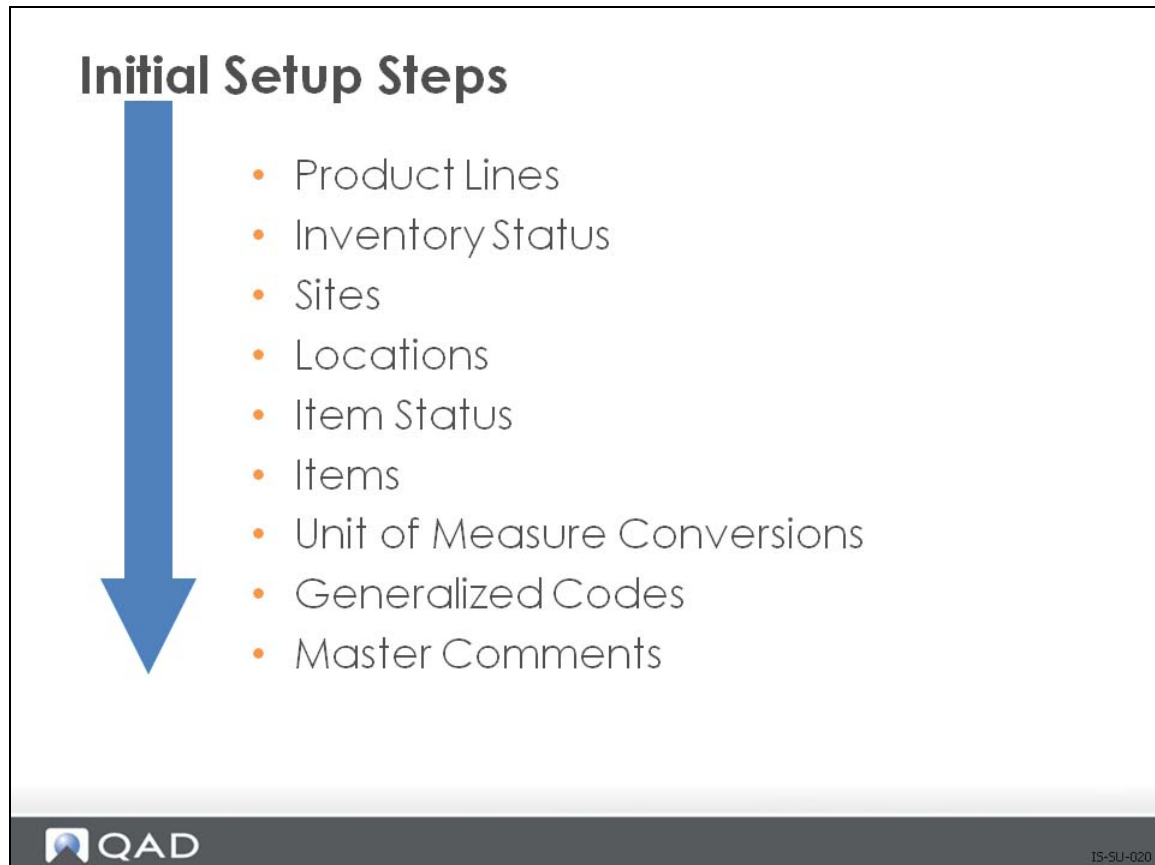 Initial Setup Steps
• Product Lines
• Inventory Status
• Sites
• Locations
• Item Status
• Items
• Unit of Measure Conversions
• Generalized Codes
• Master Comments
QAD
IS-SU-020